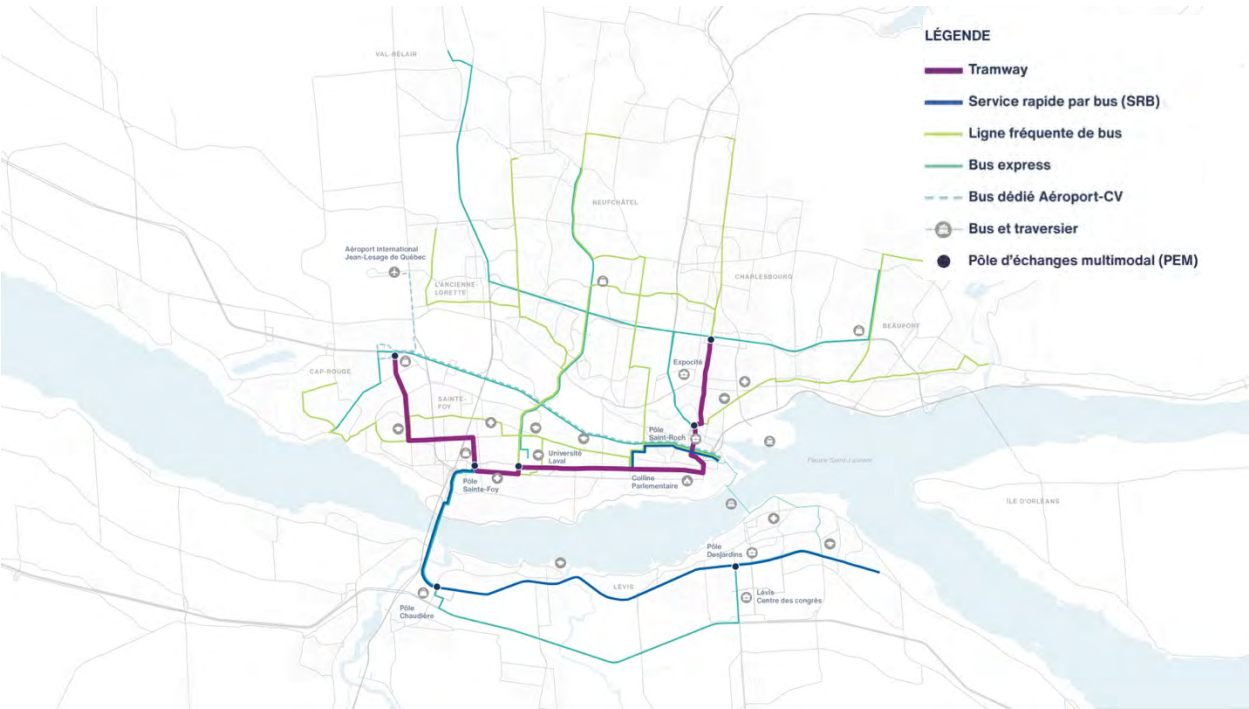 LÉGENDE
Tramway
Service rapide par bus (SRB)
Ligne fréquente de bus
Bus express
Bus dédié Aéroport-CV
Bus et traversier
Pôle d'échanges multimodal (PEM)
VAL-BÉLAIR
NEUFCHÂTEL
Aéroport International
Jean-Lesage de Québec
CHARLESBOURG
L'ANCIENNE-
LORETTE
BEAUPORT
Expocité
CAP-ROUGE
SAINTE-
FOY
Pôle
Saint-Roch
Université
Laval
Fleuve Saint-Laurent
Pôle
Sainte-Foy
Colline
Parlementaire
ÎLE D'ORLÉANS
Pôle
Desjardins
LÉVIS
Lévis
Centre des congrès
Pôle
Chaudière